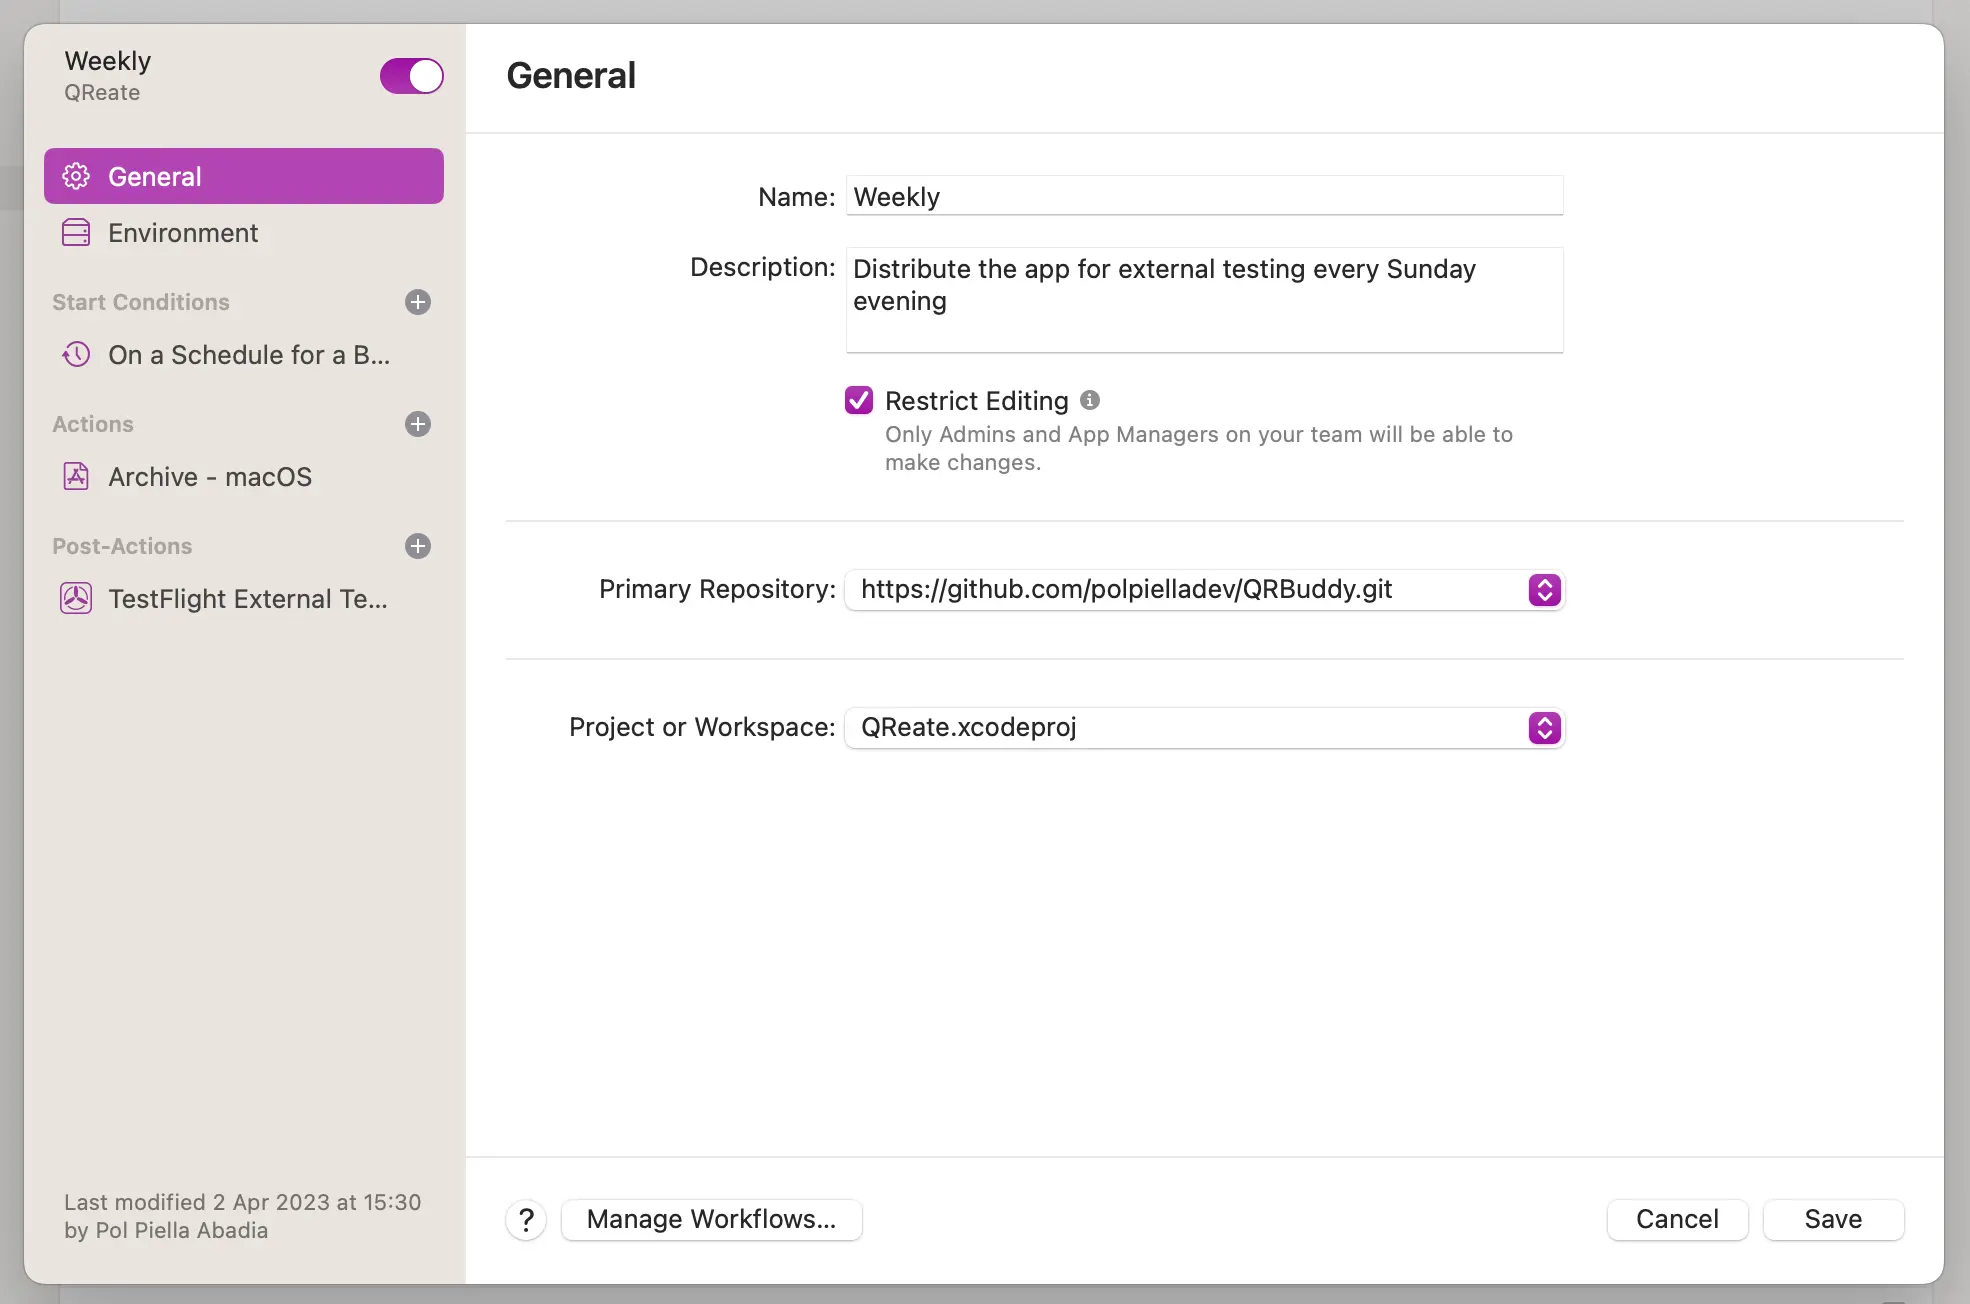 Weekly
QReate
General
Environment
Start Conditions
On a Schedule for a B...
Actions
Archive - macOS
Post-Actions
TestFlight External Te...
Last modified 2 Apr 2023 at 15:30
by Pol Piella Abadia
General
Name: Weekly
Description: Distribute the app for external testing every Sunday
evening
Restrict Editing
Only Admins and App Managers on your team will be able to
make changes.
Primary Repository: https://github.com/polpielladev/QRBuddy.git
Project or Workspace: QReate.xcodeproj
? Manage Workflows... Cancel Save